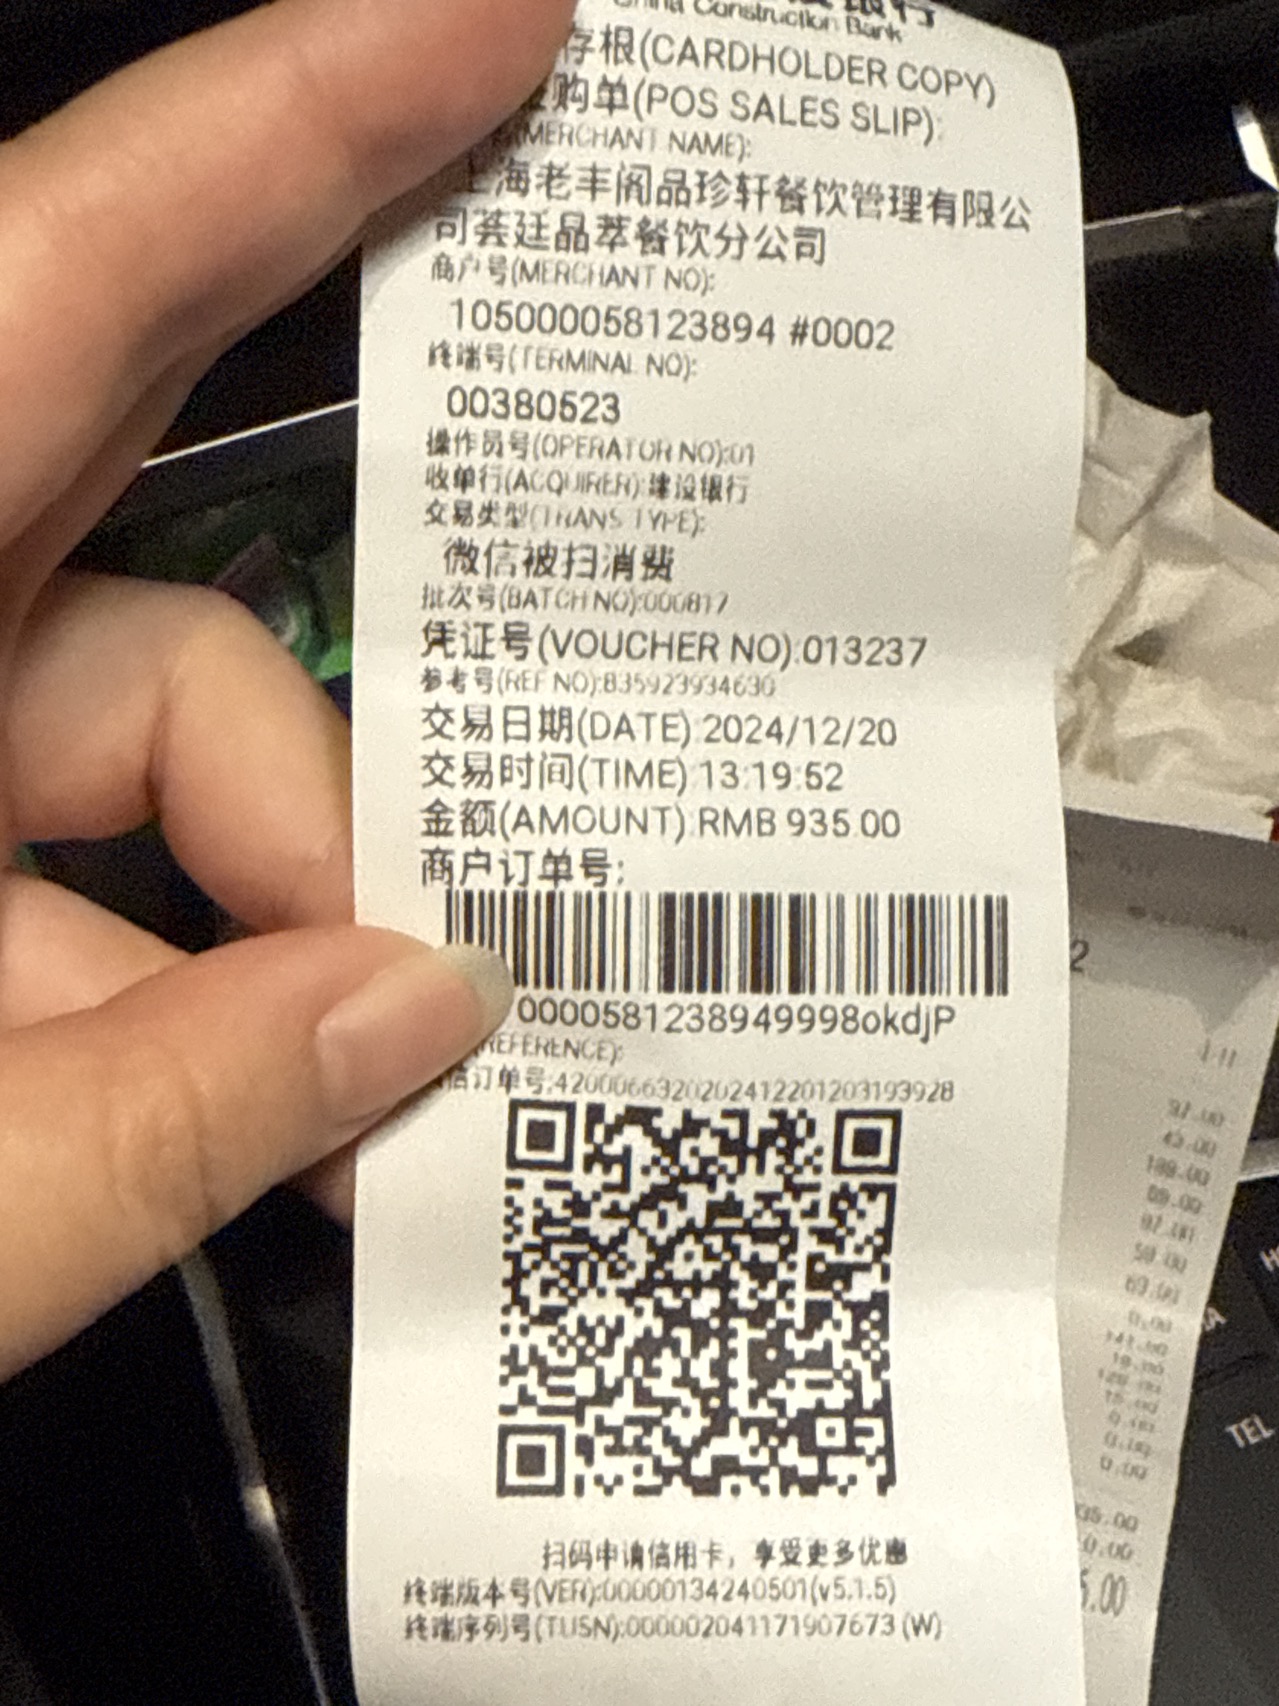 China Construction Bank
存根(CARDHOLDER COPY)
购单(POS SALES SLIP):
(MERCHANT NAME):
上海老丰阁品珍轩餐饮管理有限公
司荟廷晶萃餐饮分公司
商户号(MERCHANT NO):
105000058123894 #0002
终端号(TERMINAL NO):
00380523
操作员号(OPERATOR NO):01
收单行(ACQUIRER):建设银行
交易类型(TRANS TYPE):
微信被扫消费
批次号(BATCH NO):000817
凭证号(VOUCHER NO):013237
参考号(REF NO):835923934630
交易日期(DATE):2024/12/20
交易时间(TIME):13:19:52
金额(AMOUNT):RMB 935.00
商户订单号:
0000581238949998okdjP
(REFERENCE):
信订单号:4200066320202412201203193928
扫码申请信用卡，享受更多优惠
终端版本号(VER):00000134240501(v5.1.5)
终端序列号(TUSN):000002041171907673 (W)
2
TEL